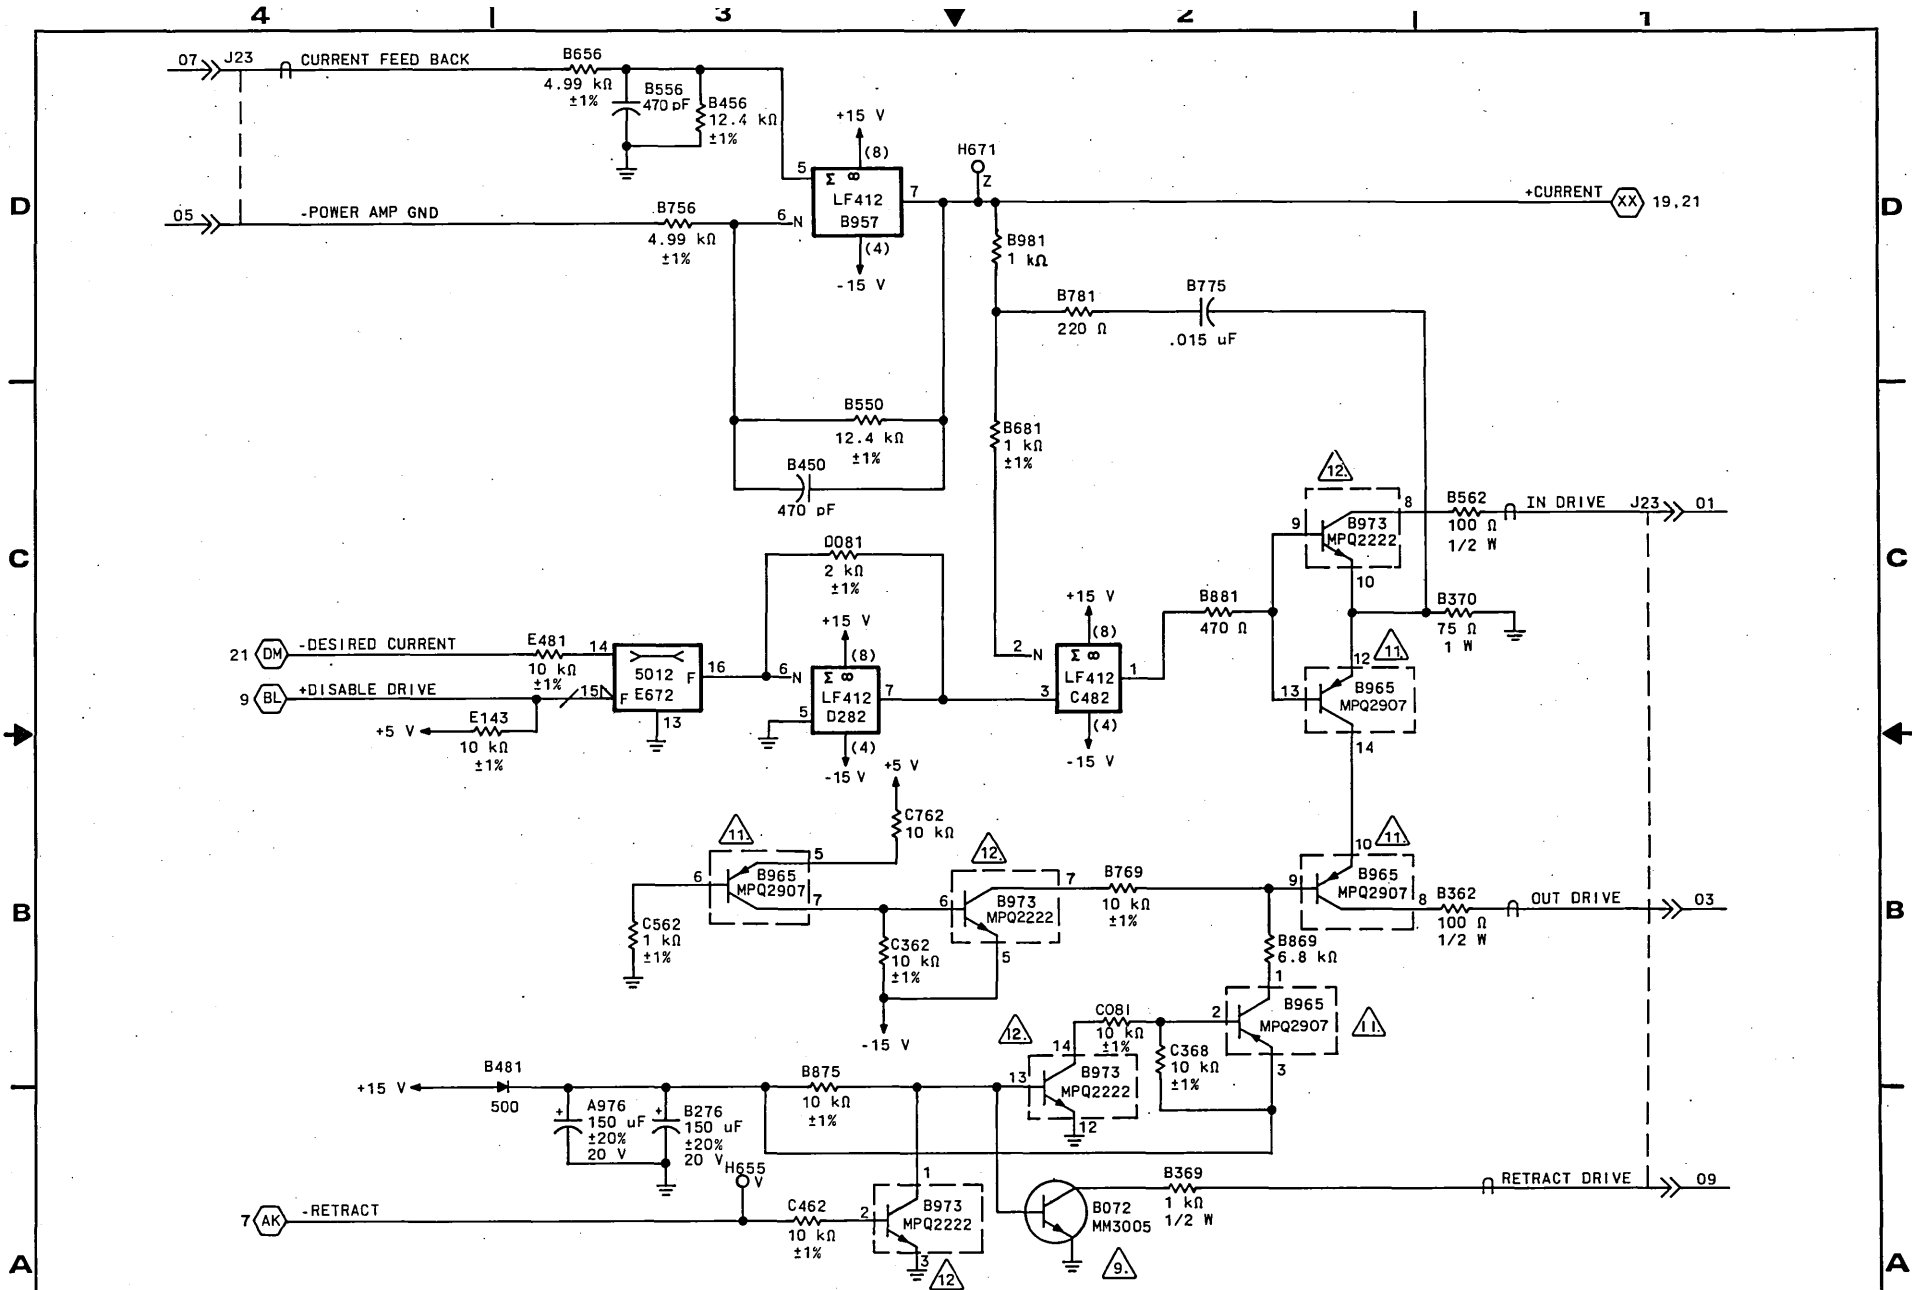 4 3 2 1
07 J23 CURRENT FEED BACK
B656
4.99 kΩ
±1%
B556
470 pF
B456
12.4 kΩ
±1%
+15 V
(8)
5
Σ ∞
LF412
B957
7
6 N
(4)
-15 V
H671
Z
+CURRENT XX 19,21
D D
05 -POWER AMP GND
B756
4.99 kΩ
±1%
B981
1 kΩ
B781
220 Ω
B775
.015 uF
B550
12.4 kΩ
±1%
B450
470 pF
B681
1 kΩ
±1%
12.
9
B973
MPQ2222
8
10
B562
100 Ω
1/2 W
IN DRIVE J23 01
C C
D081
2 kΩ
±1%
+15 V
(8)
6 N
Σ ∞
LF412
D282
7
5
(4)
-15 V
+15 V
(8)
2 N
Σ ∞
LF412
C482
1
3
(4)
-15 V
B881
470 Ω
B370
75 Ω
1 W
21 DM -DESIRED CURRENT
E481
10 kΩ
±1%
14
5012 F
F E672
16
15
13
9 BL +DISABLE DRIVE
+5 V
E143
10 kΩ
±1%
12
11.
13
B965
MPQ2907
14
+5 V
C762
10 kΩ
11.
5
6
B965
MPQ2907
7
C562
1 kΩ
±1%
C362
10 kΩ
±1%
-15 V
12.
7
6
B973
MPQ2222
5
B769
10 kΩ
±1%
11.
10
9
B965
MPQ2907
8
B362
100 Ω
1/2 W
OUT DRIVE 03
B B
B869
6.8 kΩ
1
2
B965
MPQ2907
3
11.
12.
C081
10 kΩ
±1%
C368
10 kΩ
±1%
14
13
B973
MPQ2222
12
+15 V
B481
500
+ A976
150 uF
±20%
20 V
+ B276
150 uF
±20%
20 V
B875
10 kΩ
±1%
H655
V
7 AK -RETRACT
C462
10 kΩ
±1%
1
2
B973
MPQ2222
3
12
B072
MM3005
9.
B369
1 kΩ
1/2 W
RETRACT DRIVE 09
A A